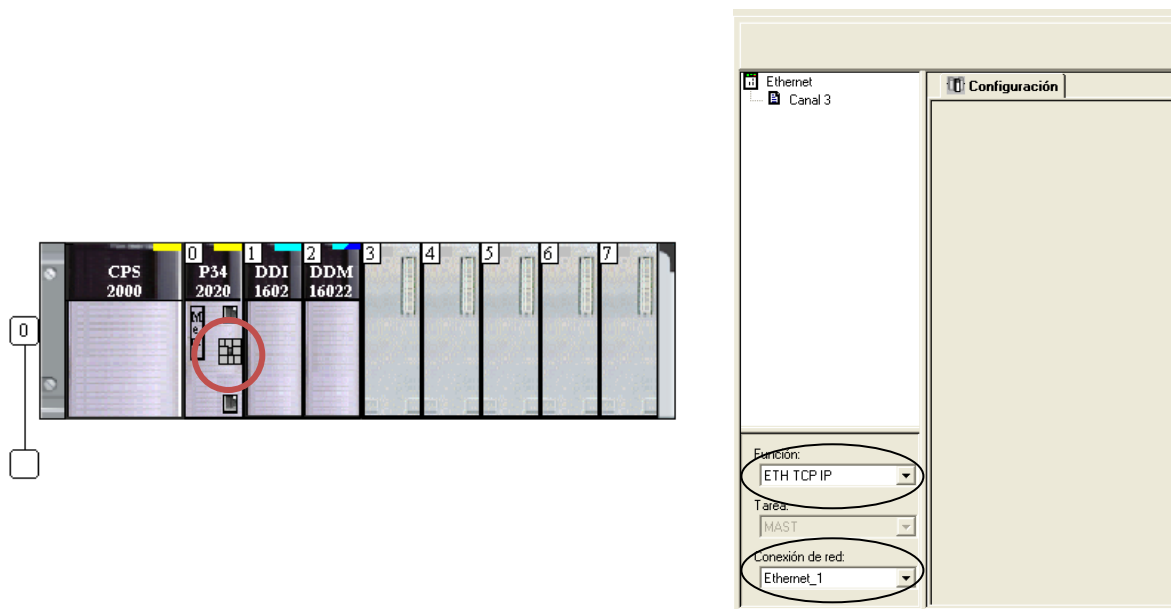 0
CPS
2000
0
P34
2020
1
DDI
1602
2
DDM
16022
3
4
5
6
7
Ethernet
Canal 3
Configuración
Función:
ETH TCP IP
Tarea:
MAST
Conexión de red:
Ethernet_1